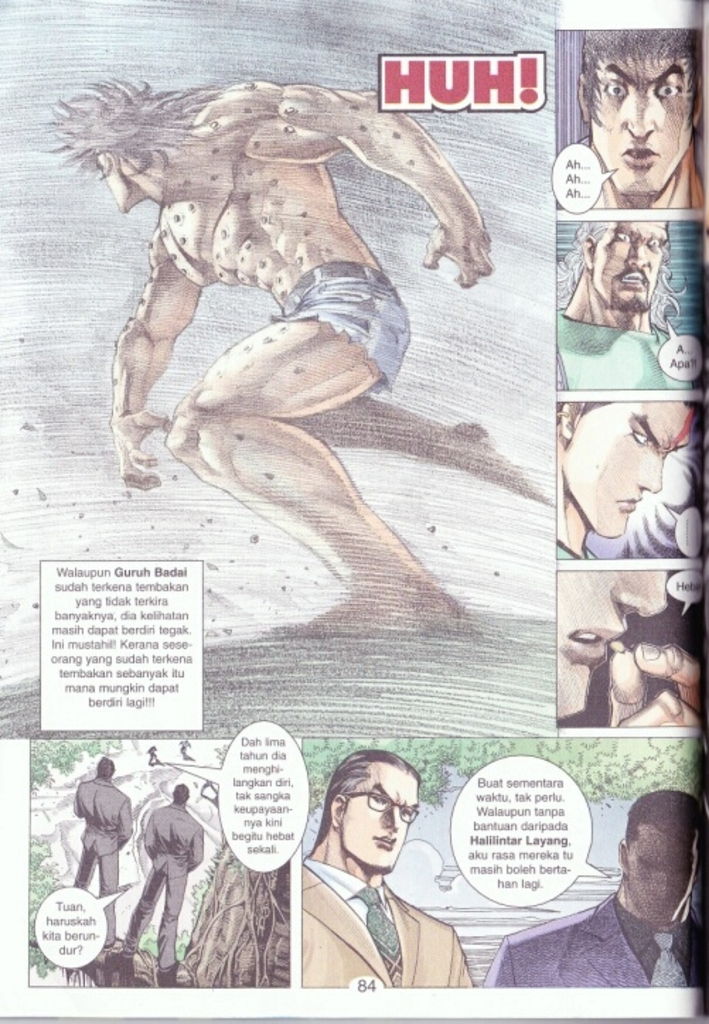 HUH!
Ah...
Ah...
Ah...
A...
Apa?!
Walaupun Guruh Badai
sudah terkena tembakan
yang tidak terkira
banyaknya, dia kelihatan
masih dapat berdiri tegak.
Ini mustahil! Kerana sese-
orang yang sudah terkena
tembakan sebanyak itu
mana mungkin dapat
berdiri lagi!!!
Dah lima
tahun dia
menghi-
langkan diri,
tak sangka
keupayaan-
nya kini
begitu hebat
sekali.
Tuan,
haruskah
kita berun-
dur?
Buat sementara
waktu, tak perlu.
Walaupun tanpa
bantuan daripada
Halilintar Layang,
aku rasa mereka tu
masih boleh berta-
han lagi.
84